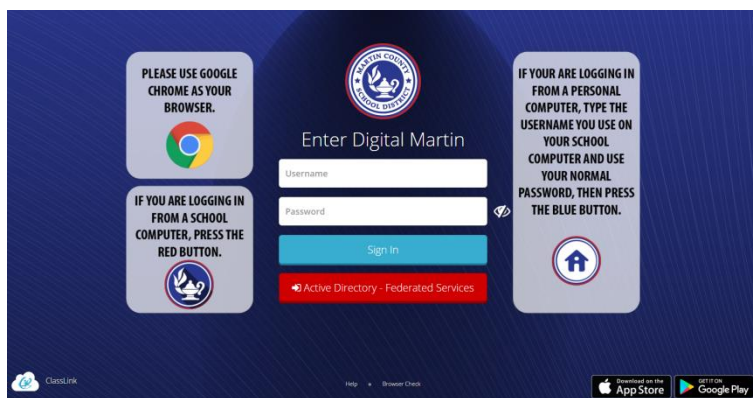 PLEASE USE GOOGLE
CHROME AS YOUR
BROWSER.
IF YOU ARE LOGGING IN
FROM A SCHOOL
COMPUTER, PRESS THE
RED BUTTON.
MARTIN COUNTY
SCHOOL DISTRICT
Enter Digital Martin
Username
Password
Sign In
Active Directory - Federated Services
IF YOUR ARE LOGGING IN
FROM A PERSONAL
COMPUTER, TYPE THE
USERNAME YOU USE ON
YOUR SCHOOL
COMPUTER AND USE
YOUR NORMAL
PASSWORD, THEN PRESS
THE BLUE BUTTON.
ClassLink
Help
Browser Check
Download on the
App Store
GET IT ON
Google Play